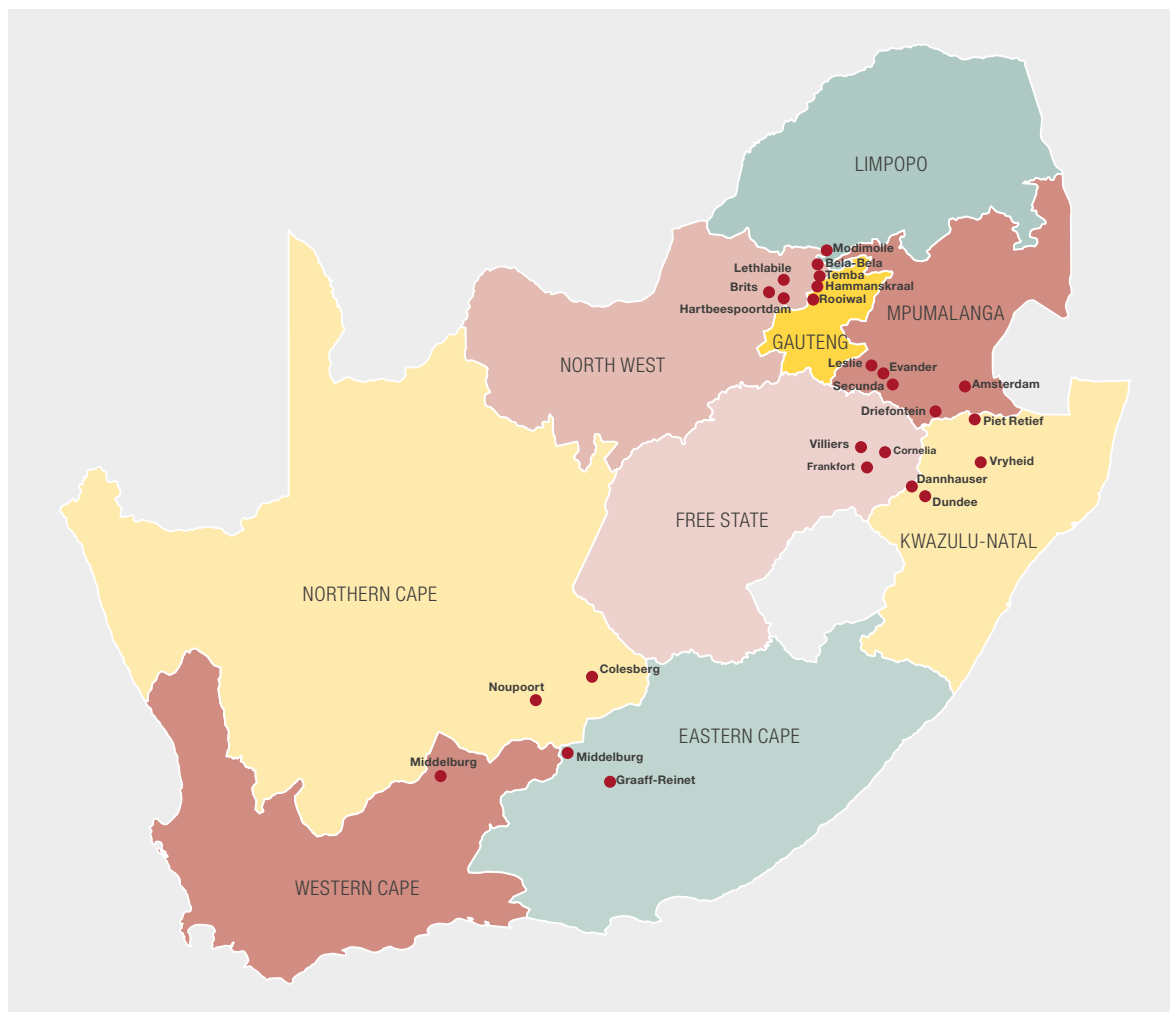 LIMPOPO
Modimolle
Bela-Bela
Lethlabile
Temba
Brits
Hammanskraal
Rooiwal
Hartbeespoortdam
MPUMALANGA
GAUTENG
NORTH WEST
Leslie
Evander
Secunda
Amsterdam
Driefontein
Piet Retief
Villiers
Cornelia
Frankfort
Vryheid
Dannhauser
Dundee
FREE STATE
KWAZULU-NATAL
NORTHERN CAPE
Colesberg
Noupoort
EASTERN CAPE
Middelburg
Middelburg
Graaff-Reinet
WESTERN CAPE